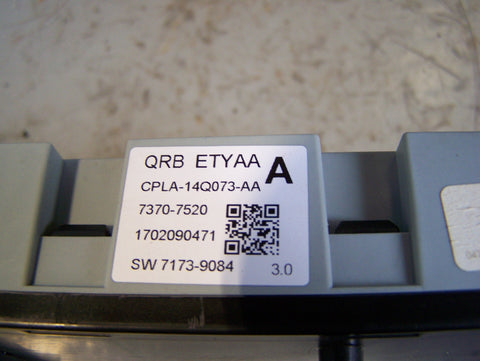 QRB ETYAA A
CPLA-14Q073-AA
7370-7520
1702090471
SW 7173-9084 3.0